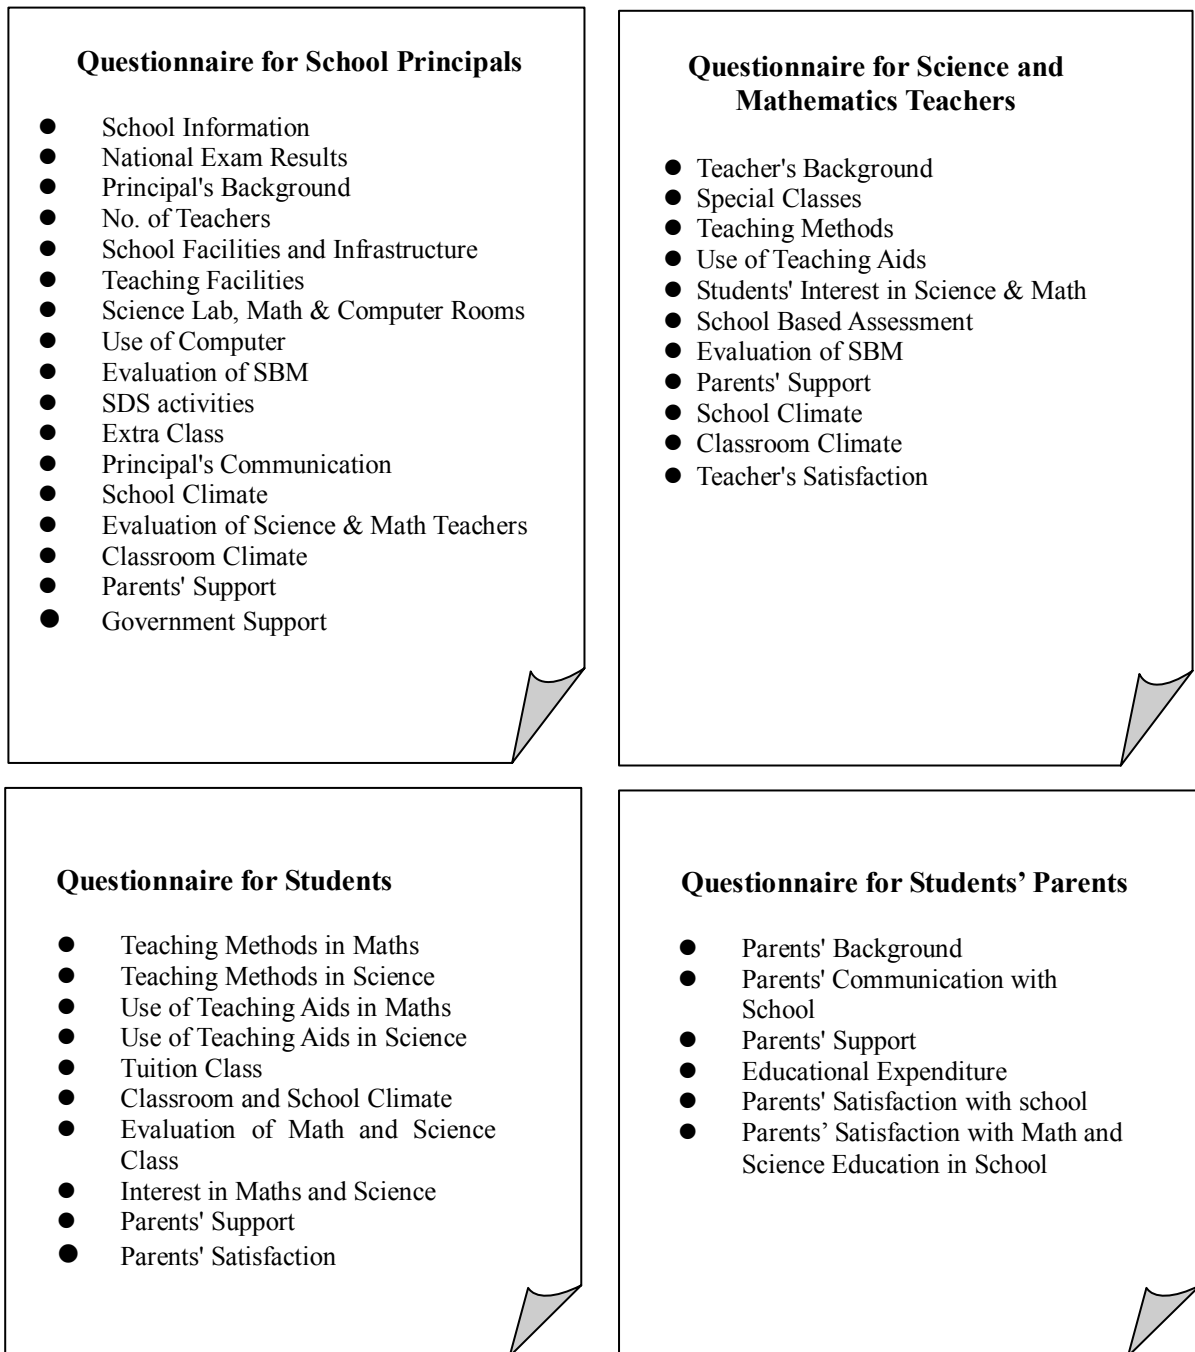 Questionnaire for School Principals
● School Information
● National Exam Results
● Principal's Background
● No. of Teachers
● School Facilities and Infrastructure
● Teaching Facilities
● Science Lab, Math & Computer Rooms
● Use of Computer
● Evaluation of SBM
● SDS activities
● Extra Class
● Principal's Communication
● School Climate
● Evaluation of Science & Math Teachers
● Classroom Climate
● Parents' Support
● Government Support
Questionnaire for Science and
Mathematics Teachers
● Teacher's Background
● Special Classes
● Teaching Methods
● Use of Teaching Aids
● Students' Interest in Science & Math
● School Based Assessment
● Evaluation of SBM
● Parents' Support
● School Climate
● Classroom Climate
● Teacher's Satisfaction
Questionnaire for Students
● Teaching Methods in Maths
● Teaching Methods in Science
● Use of Teaching Aids in Maths
● Use of Teaching Aids in Science
● Tuition Class
● Classroom and School Climate
● Evaluation of Math and Science
Class
● Interest in Maths and Science
● Parents' Support
● Parents' Satisfaction
Questionnaire for Students’ Parents
● Parents' Background
● Parents' Communication with
School
● Parents' Support
● Educational Expenditure
● Parents' Satisfaction with school
● Parents’ Satisfaction with Math and
Science Education in School